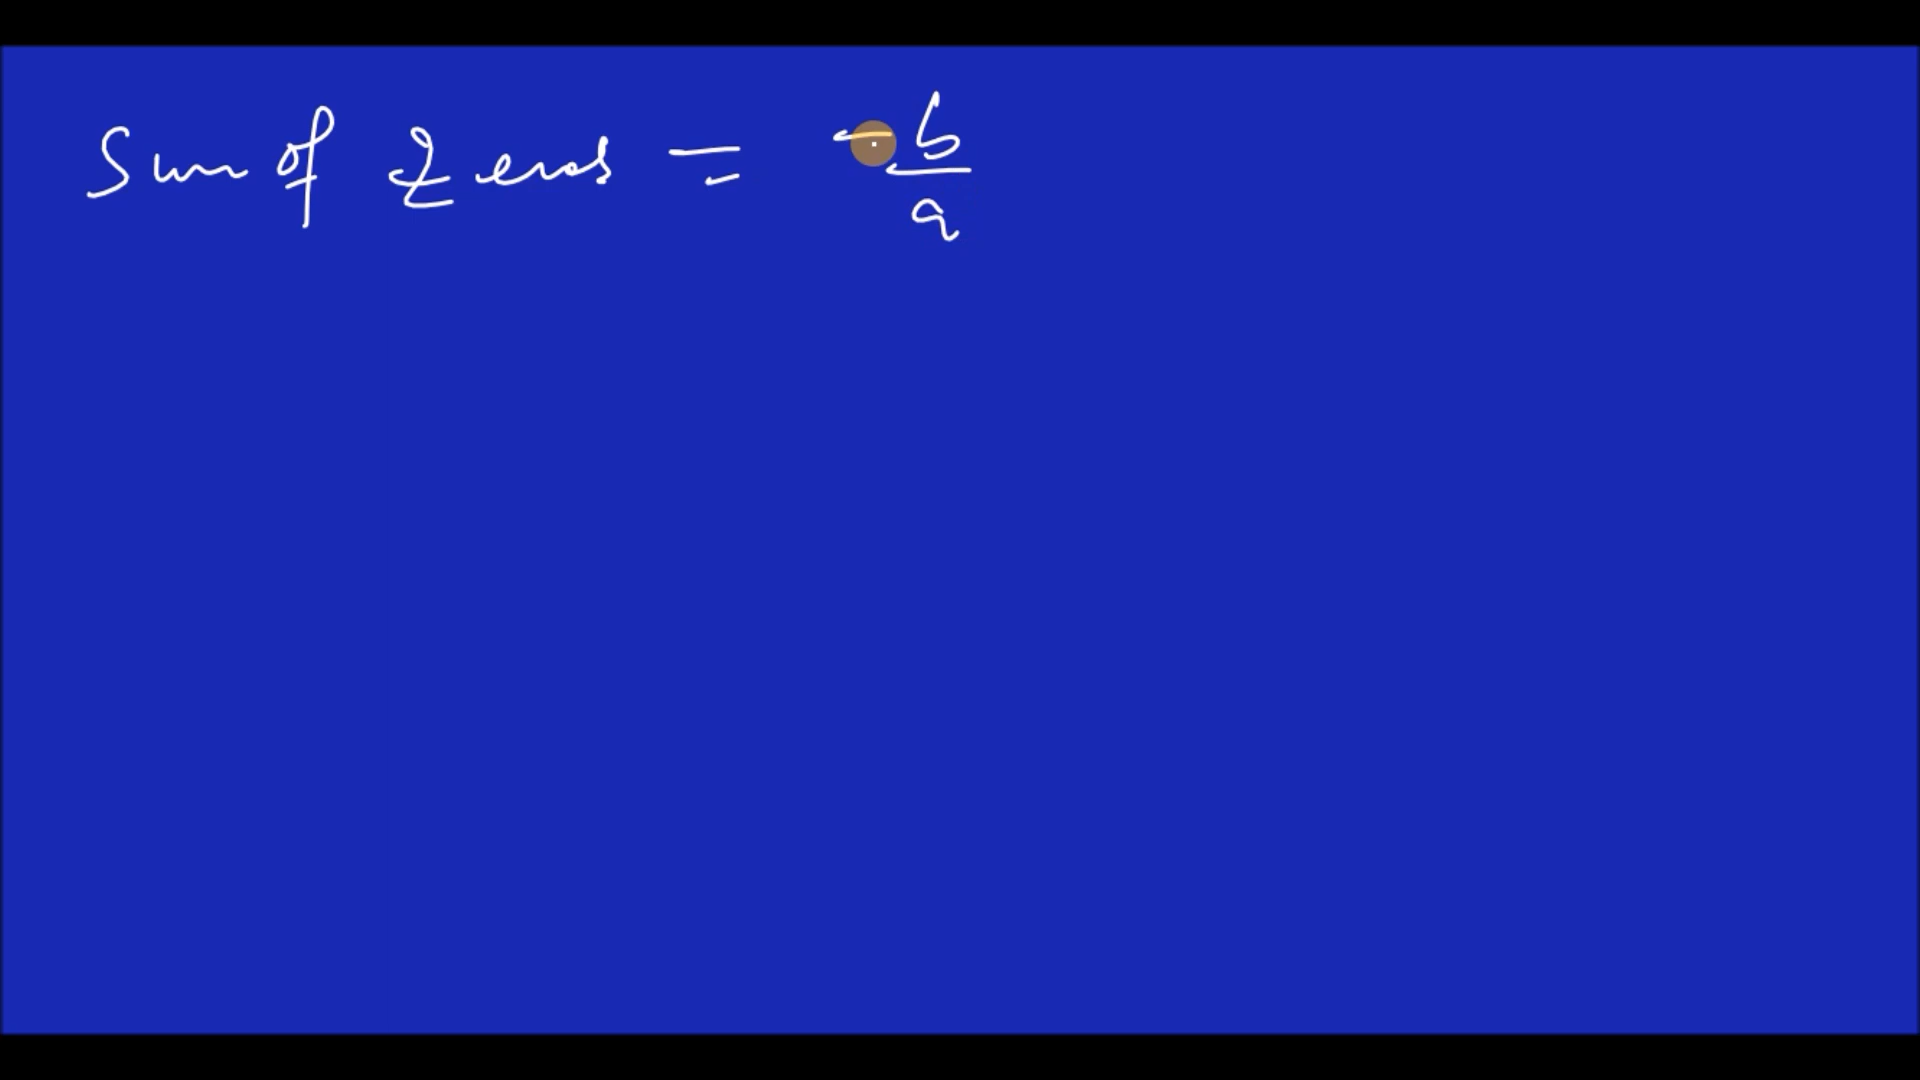 Sum of zeros = -b/a